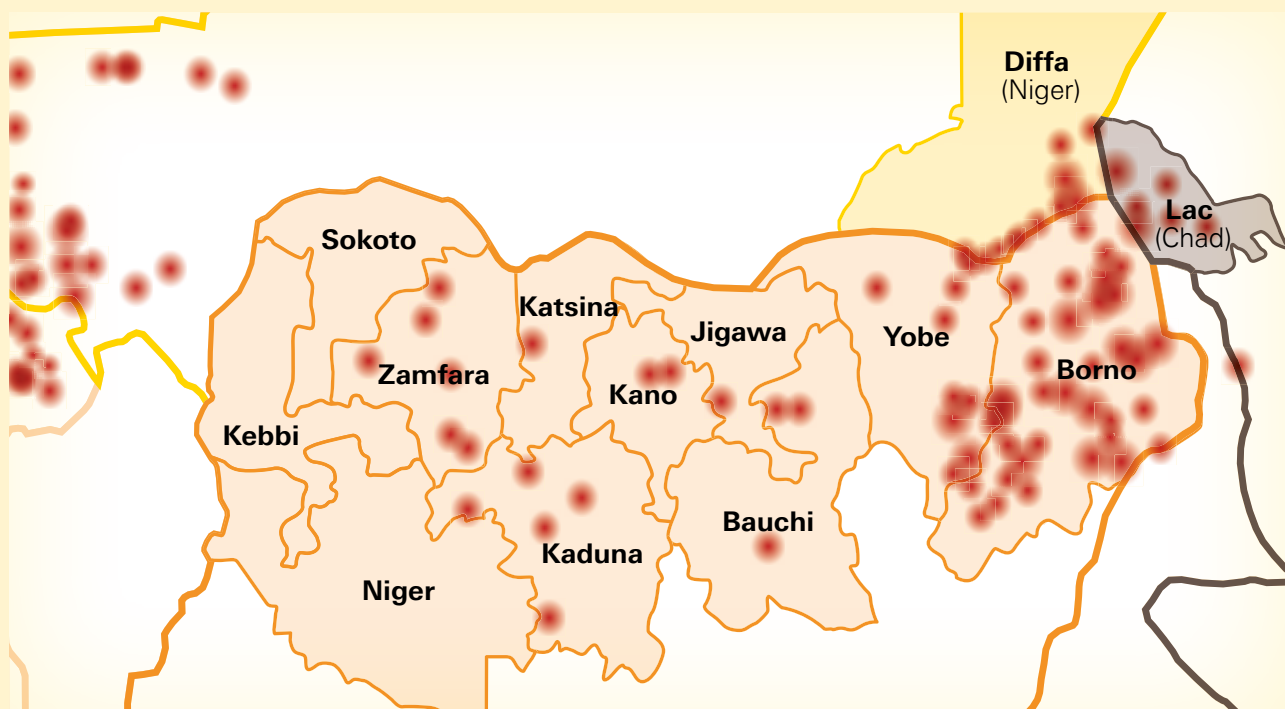 Diffa
(Niger)
Lac
(Chad)
Sokoto
Katsina
Jigawa
Yobe
Borno
Zamfara
Kano
Kebbi
Bauchi
Kaduna
Niger